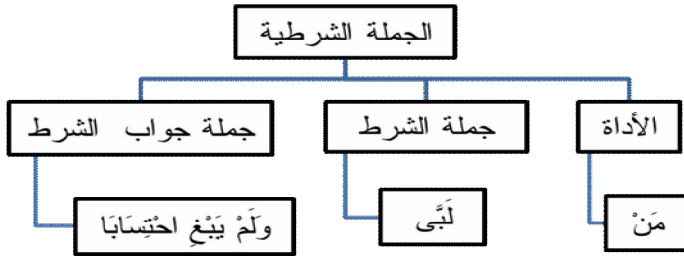 الجملة الشرطية
الأداة
جملة الشرط
جملة جواب الشرط
مَنْ
لَبَّى
ولَمْ يَبْغِ احْتِسَابَا